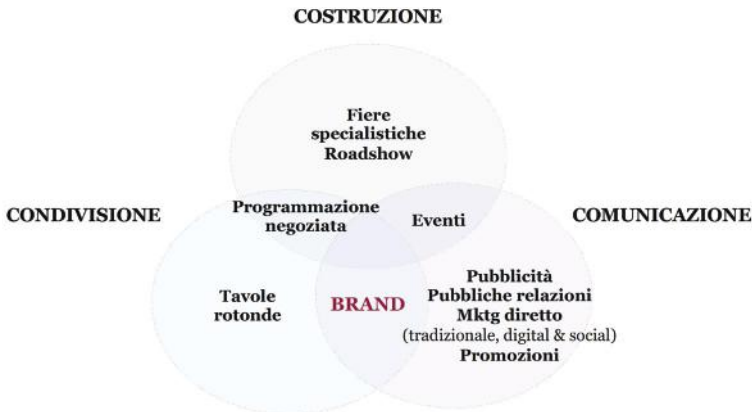 COSTRUZIONE
Fiere
specialistiche
Roadshow
CONDIVISIONE
Programmazione
negoziata
Eventi
COMUNICAZIONE
Tavole
rotonde
BRAND
Pubblicità
Pubbliche relazioni
Mktg diretto
(tradizionale, digital & social)
Promozioni